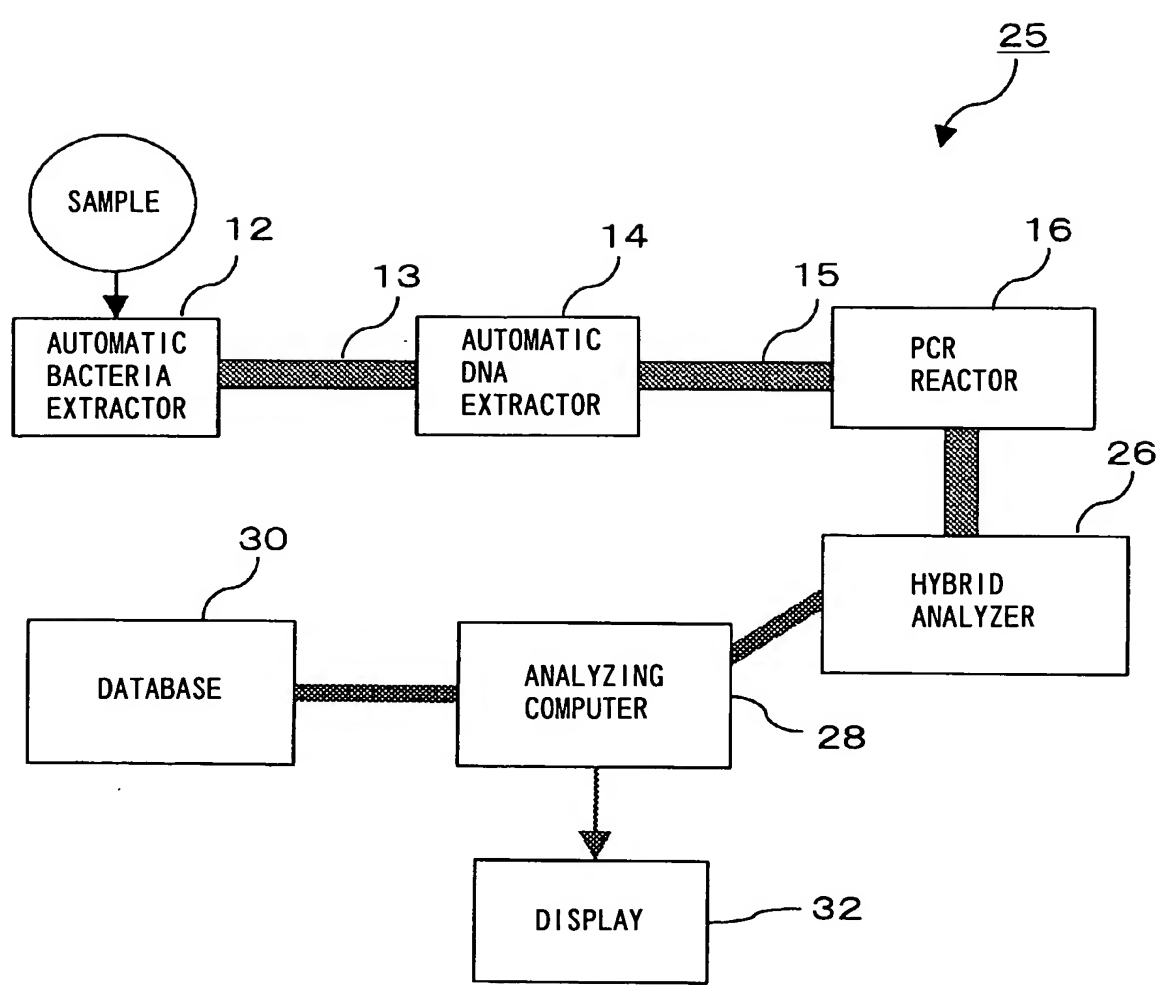 25
SAMPLE
12
13
14
15
16
AUTOMATIC
BACTERIA
EXTRACTOR
AUTOMATIC
DNA
EXTRACTOR
PCR
REACTOR
26
HYBRID
ANALYZER
30
DATABASE
ANALYZING
COMPUTER
28
DISPLAY
32